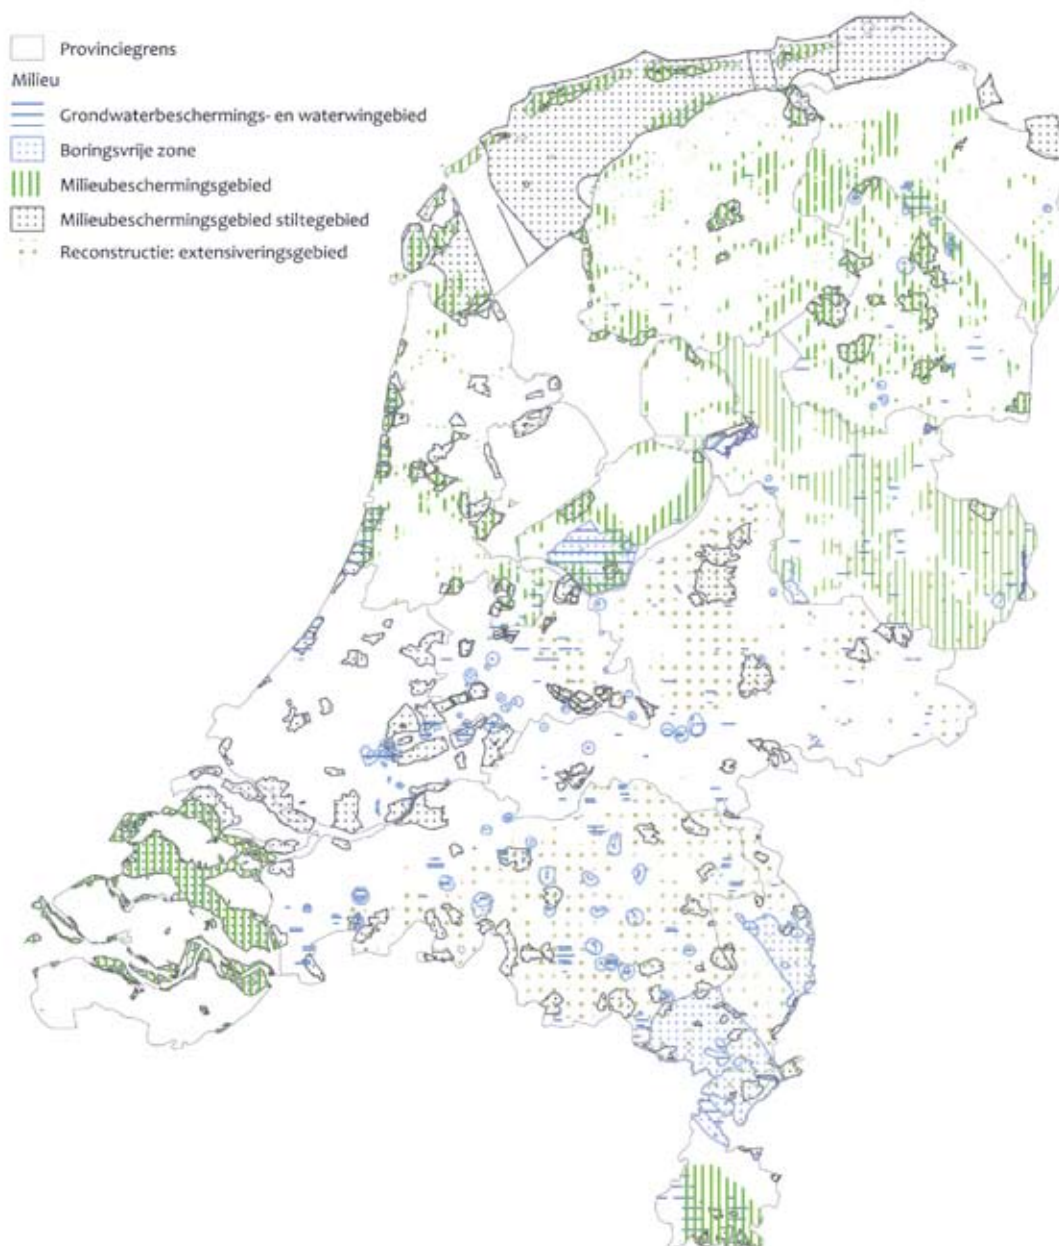 Provinciegrens
Milieu
Grondwaterbeschermings- en waterwingebied
Boringsvrije zone
Milieubeschermingsgebied
Milieubeschermingsgebied stiltegebied
Reconstructie: extensiveringsgebied